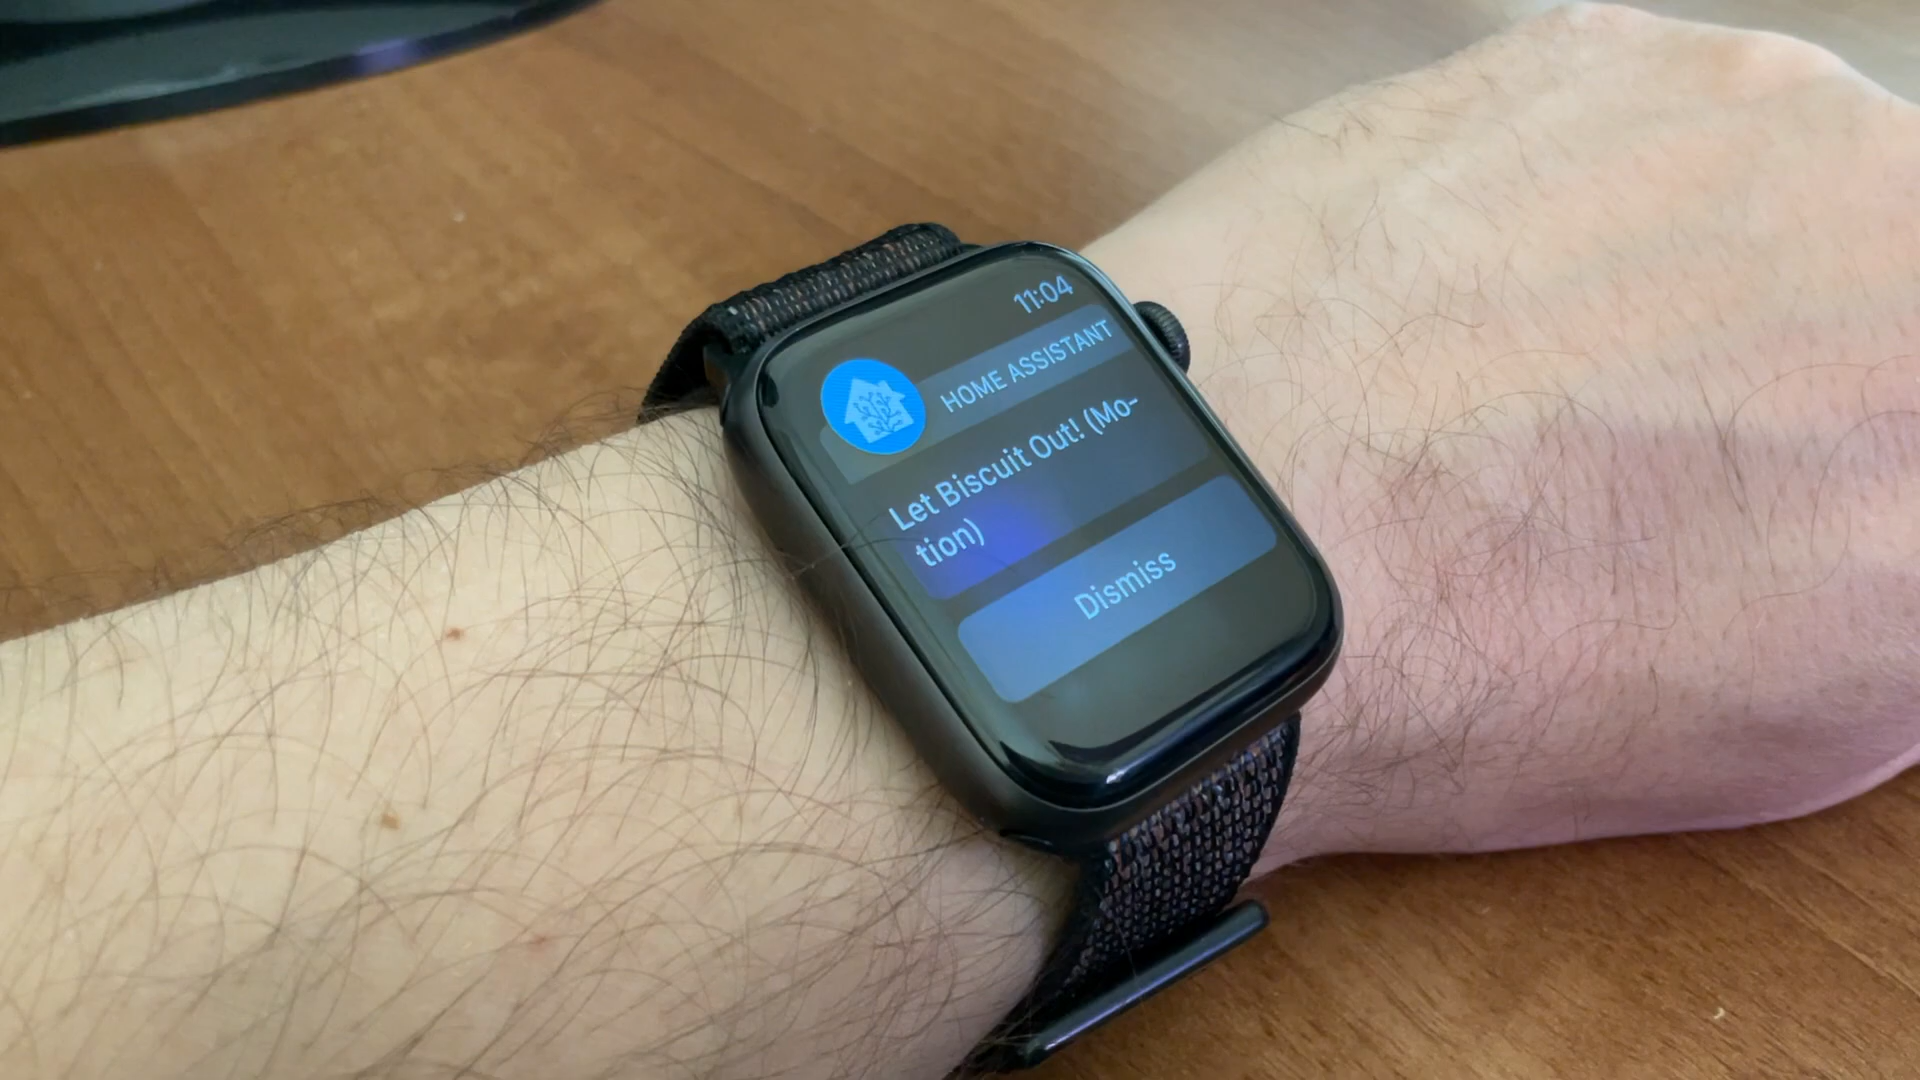 11:04
HOME ASSISTANT
Let Biscuit Out! (Mo-
tion)
Dismiss